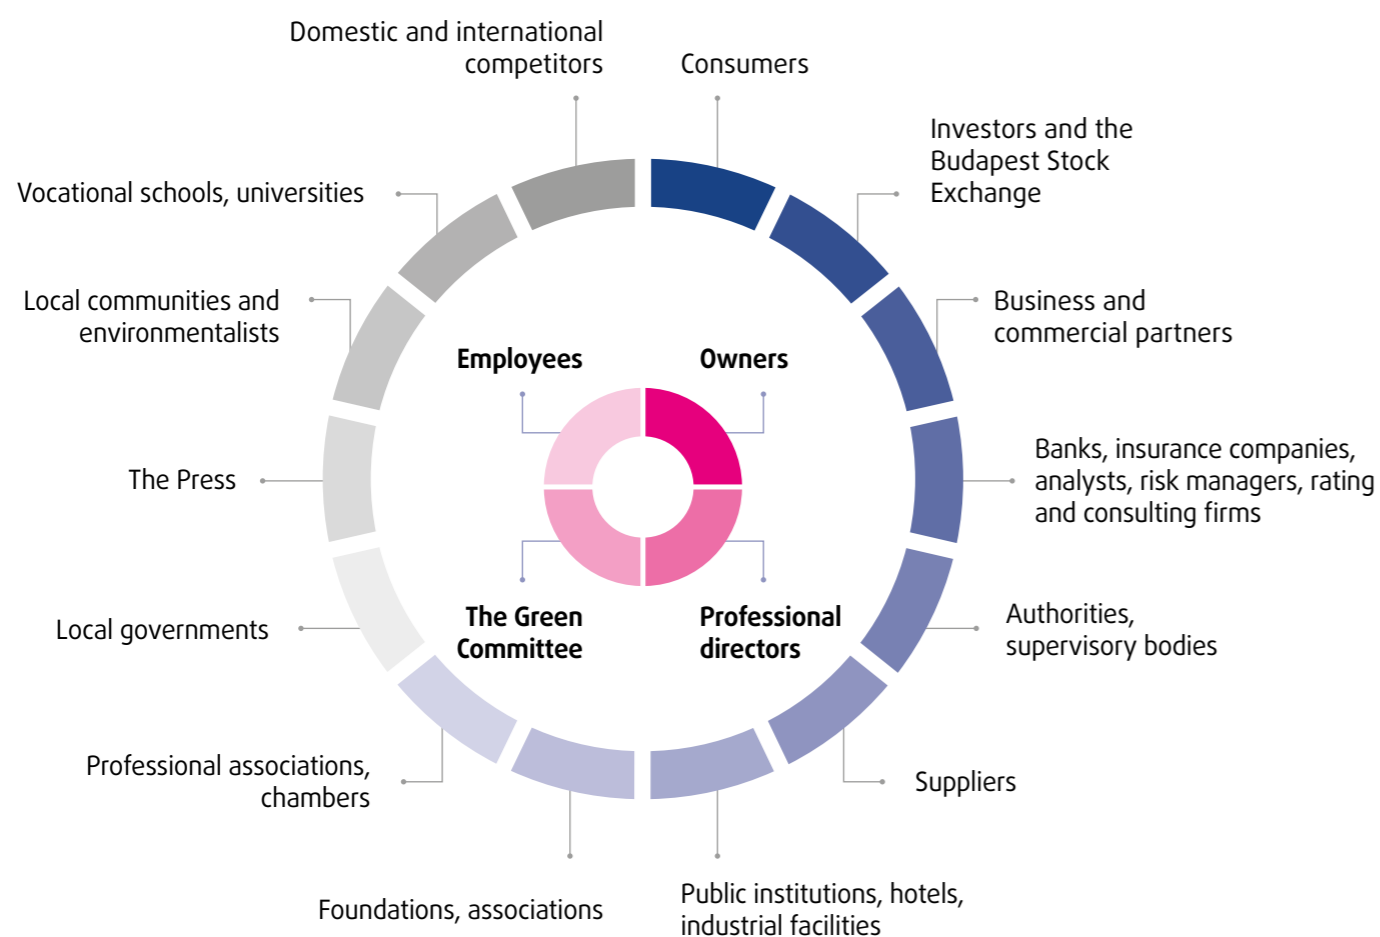 Domestic and international
competitors
Consumers
Investors and the
Budapest Stock
Exchange
Vocational schools, universities
Local communities and
environmentalists
Business and
commercial partners
Employees
Owners
The Press
Banks, insurance companies,
analysts, risk managers, rating
and consulting firms
The Green
Committee
Professional
directors
Local governments
Authorities,
supervisory bodies
Professional associations,
chambers
Suppliers
Foundations, associations
Public institutions, hotels,
industrial facilities